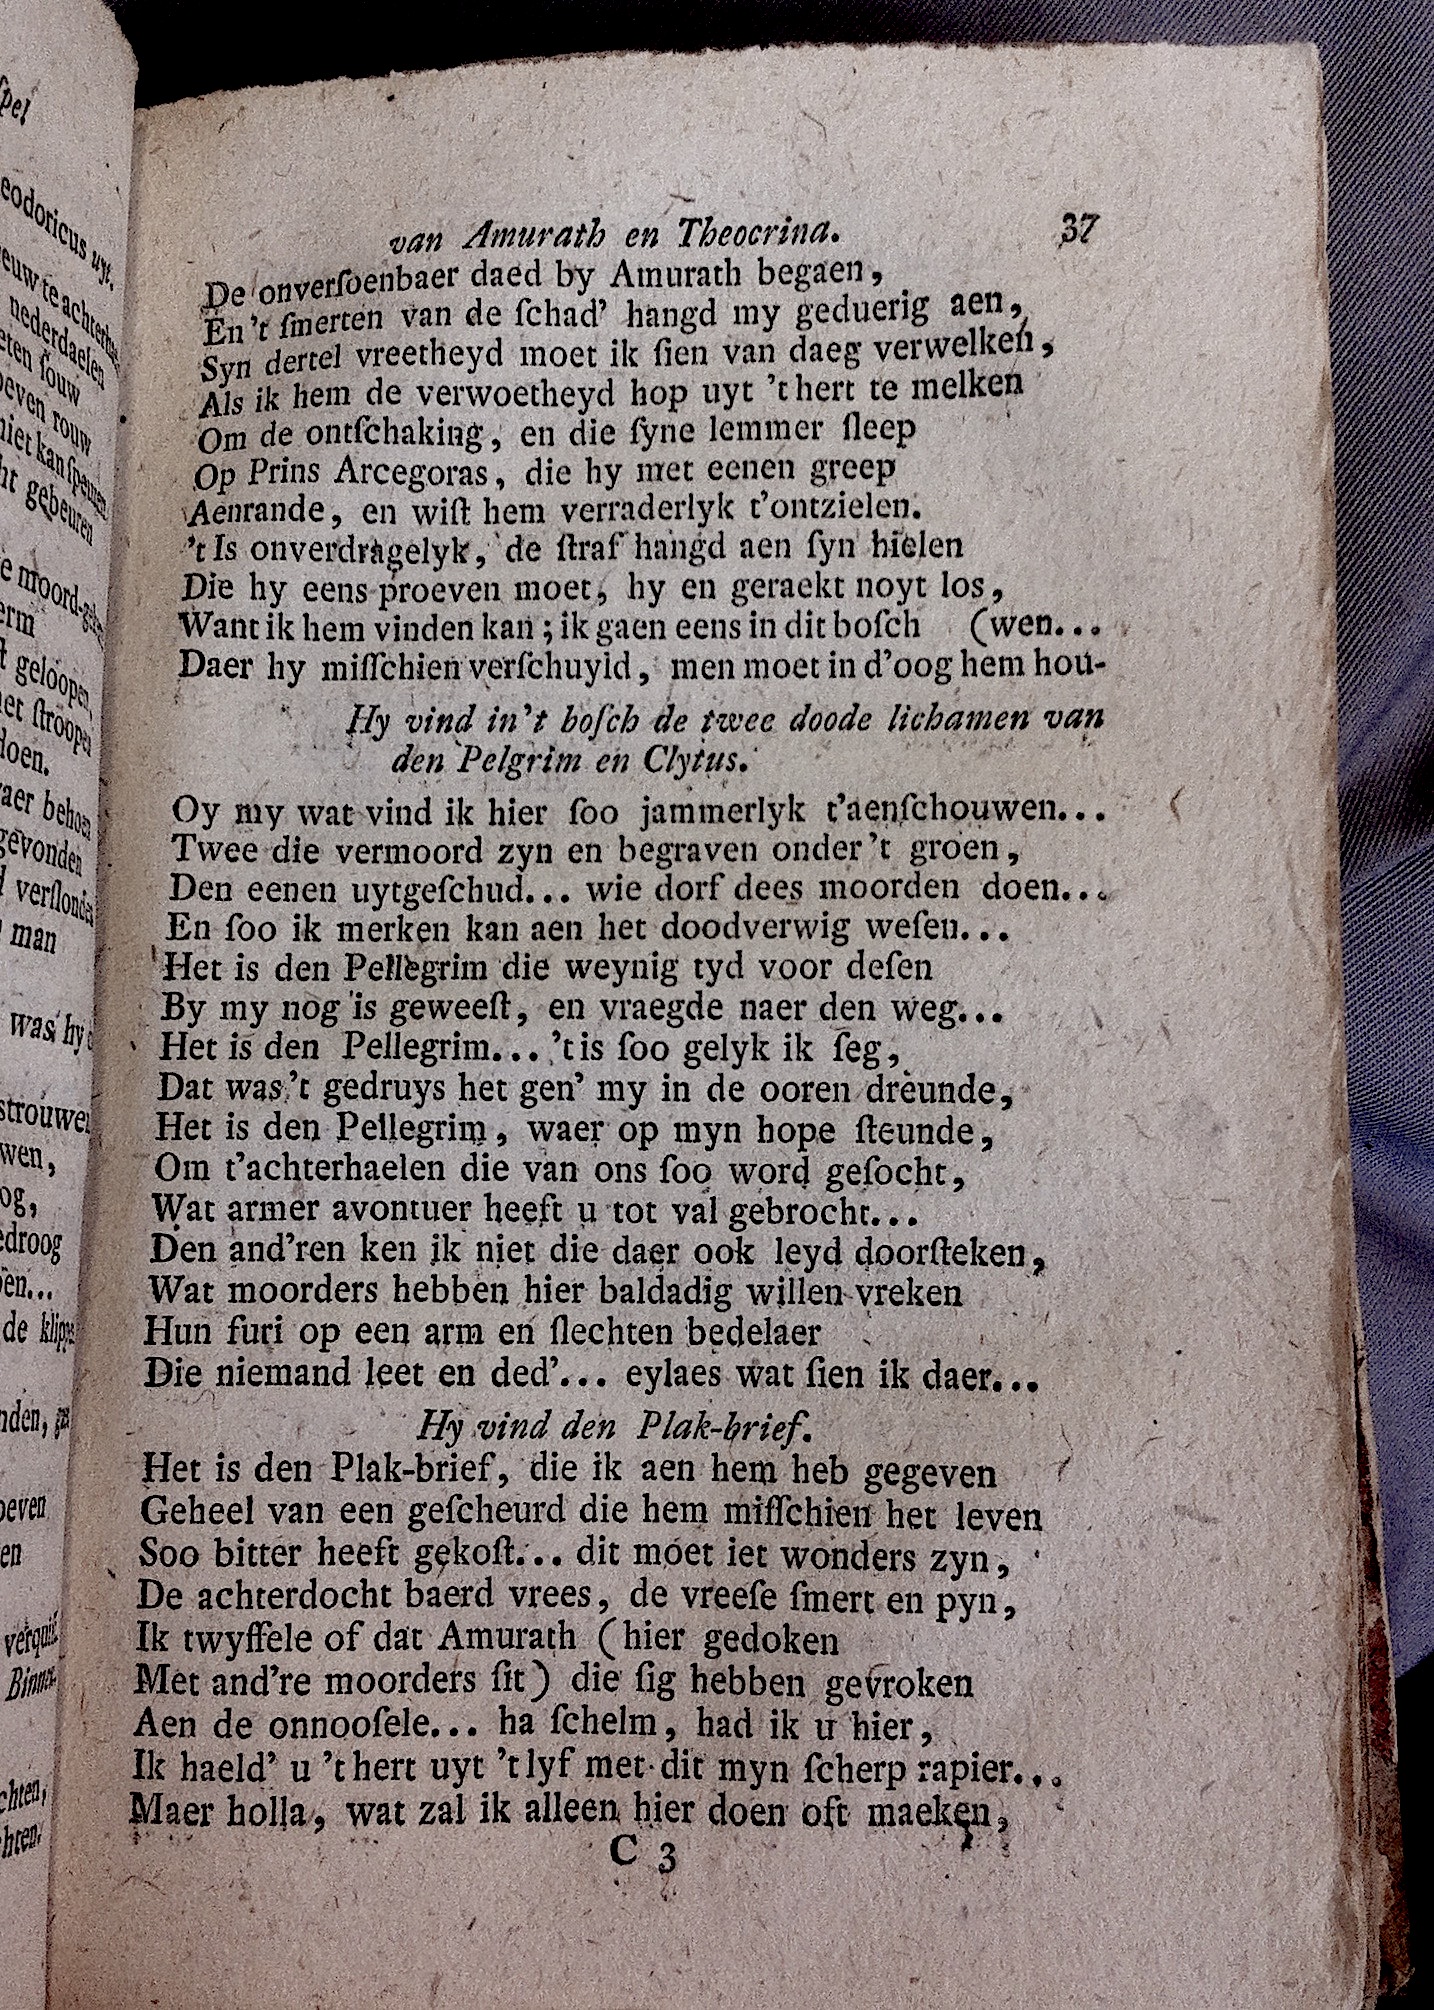 van Amurath en Theocrina. 37
De onverſoenbaer daed by Amurath begaen,
En 't ſmerten van de ſchad' hangd my geduerig aen,
Syn dertel vreetheyd moet ik ſien van daeg verwelken,
Als ik hem de verwoetheyd hop uyt 't hert te melken
Om de ontſchaking, en die ſyne lemmer ſleep
Op Prins Arcegoras, die hy met eenen greep
Aenrande, en wiſt hem verraderlyk t'ontzielen.
't Is onverdragelyk, de ſtraf hangd aen ſyn hielen
Die hy eens proeven moet, hy en geraekt noyt los,
Want ik hem vinden kan; ik gaen eens in dit boſch (wen...
Daer hy miſſchien verſchuyld, men moet in d'oog hem hou-
Hy vind in't boſch de twee doode lichamen van
den Pelgrim en Clytus.
Oy my wat vind ik hier ſoo jammerlyk t'aenſchouwen...
Twee die vermoord zyn en begraven onder 't groen,
Den eenen uytgeſchud... wie dorf dees moorden doen...
En ſoo ik merken kan aen het doodverwig weſen...
Het is den Pellegrim die weynig tyd voor deſen
By my nog is geweeſt, en vraegde naer den weg...
Het is den Pellegrim... 't is ſoo gelyk ik ſeg,
Dat was 't gedruys het gen' my in de ooren dreunde,
Het is den Pellegrim, waer op myn hope ſteunde,
Om t'achterhaelen die van ons ſoo word geſocht,
Wat armer avontuer heeft u tot val gebrocht...
Den and'ren ken ik niet die daer ook leyd doorſteken,
Wat moorders hebben hier baldadig willen vreken
Hun furi op een arm en ſlechten bedelaer
Die niemand leet en ded'... eylaes wat ſien ik daer...
Hy vind den Plak-brief.
Het is den Plak-brief, die ik aen hem heb gegeven
Geheel van een geſcheurd die hem miſſchien het leven
Soo bitter heeft gekoſt... dit moet iet wonders zyn,
De achterdocht baerd vrees, de vreeſe ſmert en pyn,
Ik twyffele of dat Amurath (hier gedoken
Met and're moorders ſit) die ſig hebben gevroken
Aen de onnooſele... ha ſchelm, had ik u hier,
Ik haeld' u 't hert uyt 't lyf met dit myn ſcherp rapier...
Maer holla, wat zal ik alleen hier doen oft maeken,
C 3